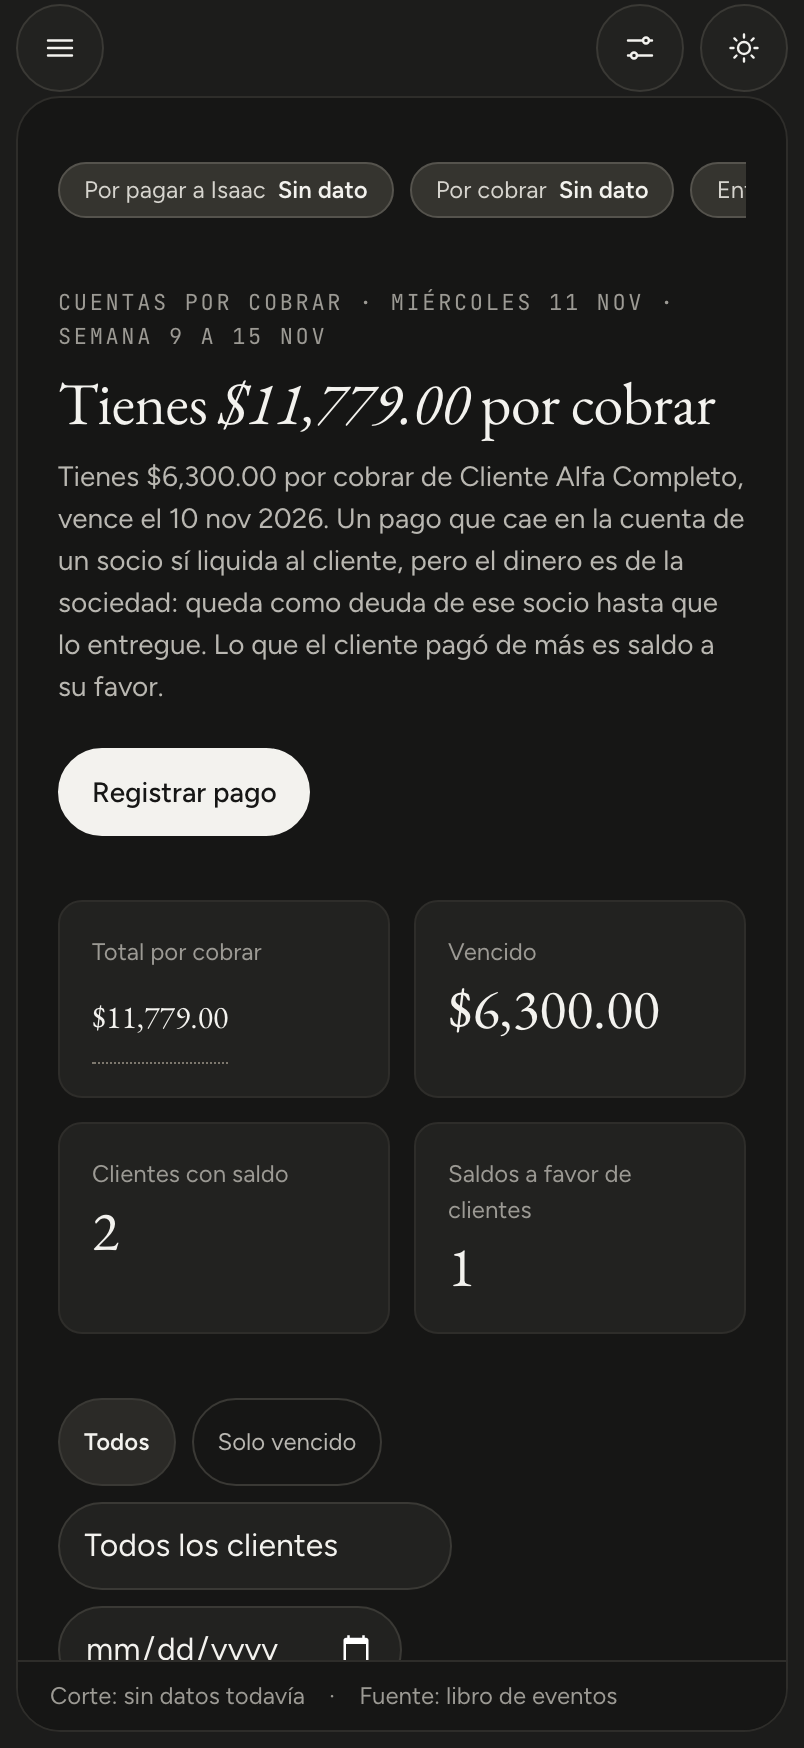 Por pagar a Isaac Sin dato
Por cobrar Sin dato
CUENTAS POR COBRAR · MIÉRCOLES 11 NOV ·
SEMANA 9 A 15 NOV
Tienes $11,779.00 por cobrar
Tienes $6,300.00 por cobrar de Cliente Alfa Completo,
vence el 10 nov 2026. Un pago que cae en la cuenta de
un socio sí liquida al cliente, pero el dinero es de la
sociedad: queda como deuda de ese socio hasta que
lo entregue. Lo que el cliente pagó de más es saldo a
su favor.
Registrar pago
Total por cobrar
$11,779.00
Vencido
$6,300.00
Clientes con saldo
2
Saldos a favor de
clientes
1
Todos
Solo vencido
Todos los clientes
mm/dd/yyyy
Corte: sin datos todavía · Fuente: libro de eventos